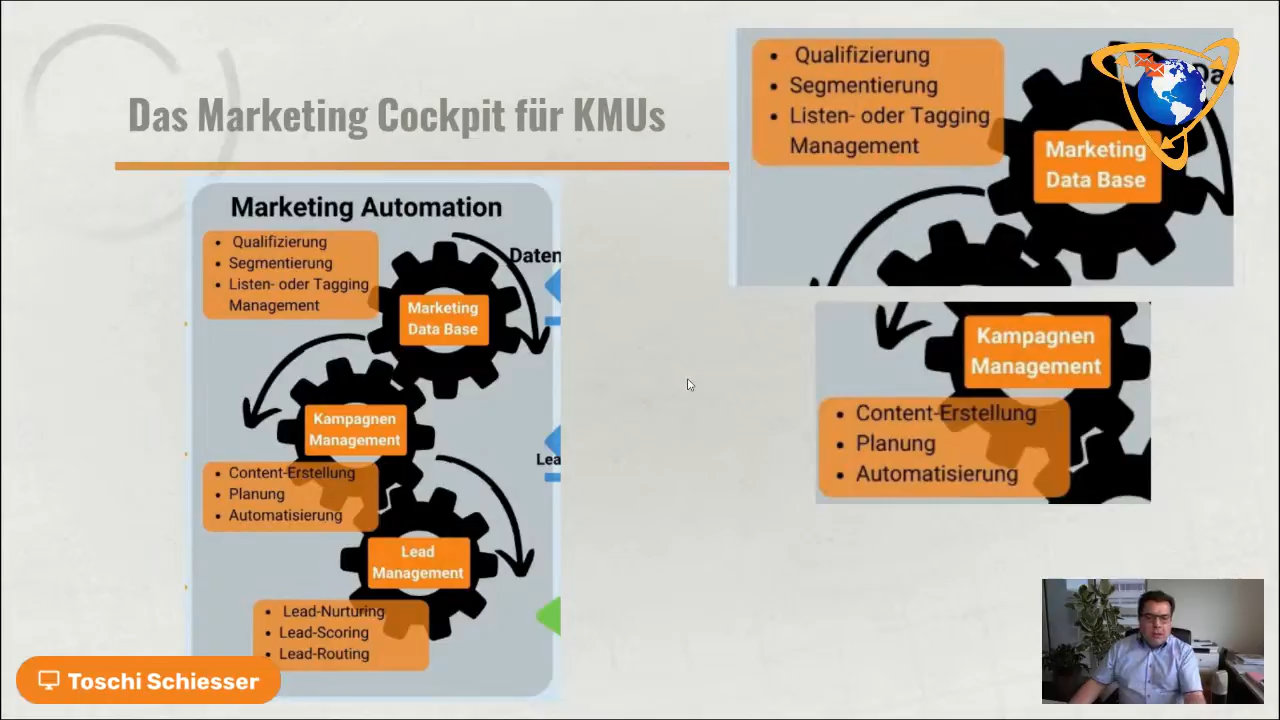 Das Marketing Cockpit für KMUs
Marketing Automation
• Qualifizierung
• Segmentierung
• Listen- oder Tagging
Management
Marketing
Data Base
Daten
Kampagnen
Management
• Content-Erstellung
• Planung
• Automatisierung
Lea
Lead
Management
• Lead-Nurturing
• Lead-Scoring
• Lead-Routing
• Qualifizierung
• Segmentierung
• Listen- oder Tagging
Management
Marketing
Data Base
Kampagnen
Management
• Content-Erstellung
• Planung
• Automatisierung
Toschi Schiesser